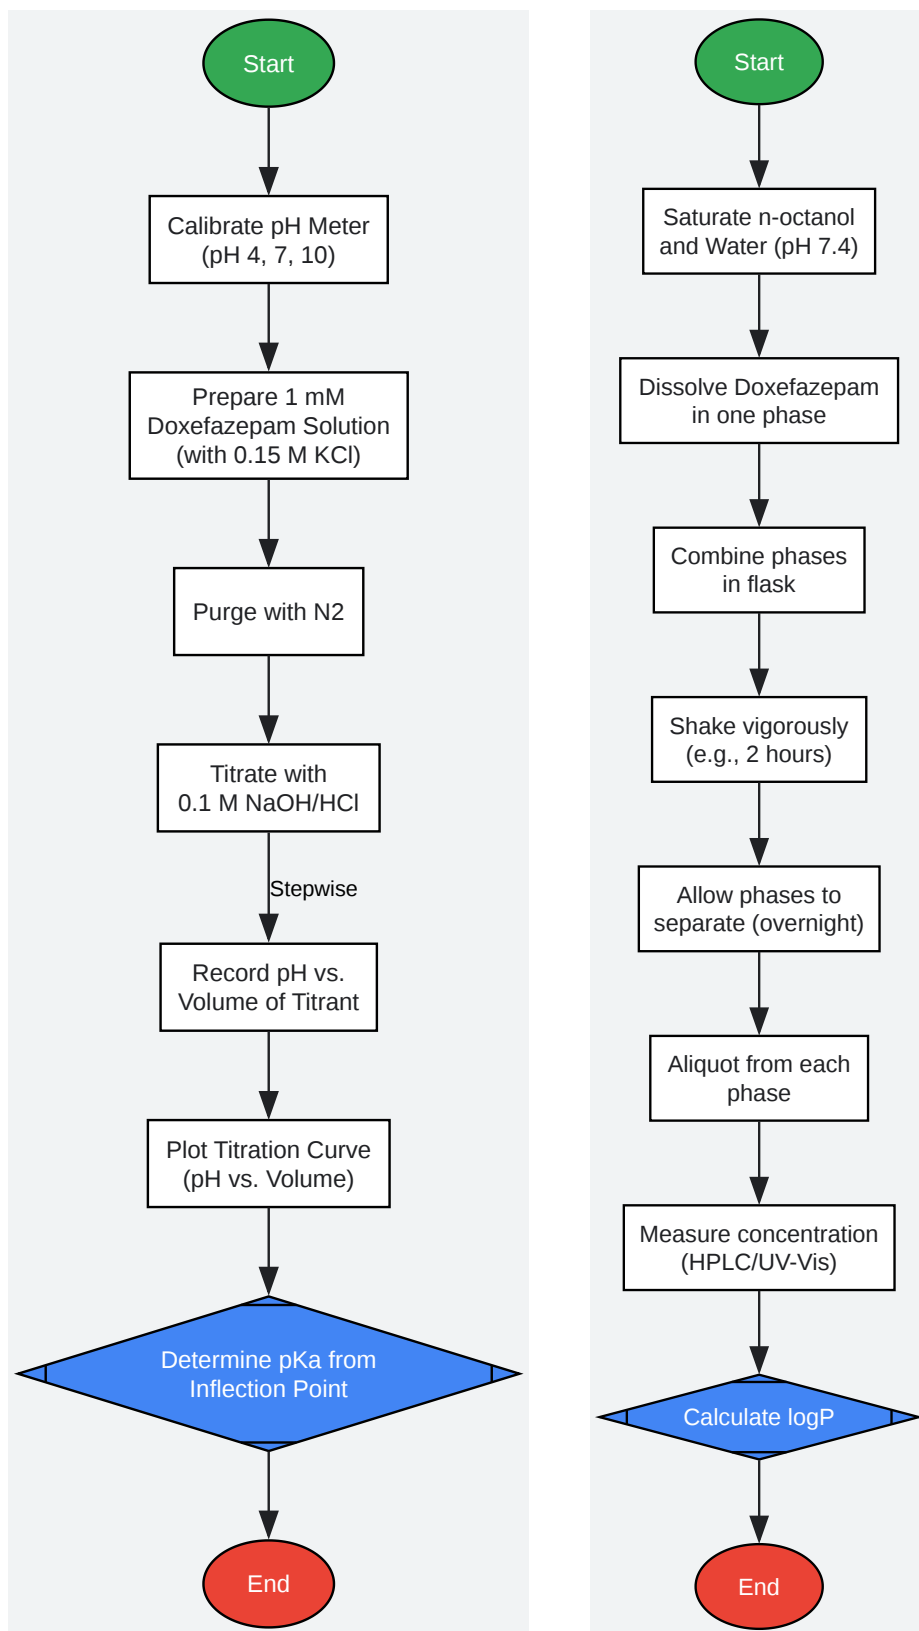 Start
Calibrate pH Meter
(pH 4, 7, 10)
Prepare 1 mM
Doxefazepam Solution
(with 0.15 M KCl)
Purge with N2
Titrate with
0.1 M NaOH/HCl
Stepwise
Record pH vs.
Volume of Titrant
Plot Titration Curve
(pH vs. Volume)
Determine pKa from
Inflection Point
End
Start
Saturate n-octanol
and Water (pH 7.4)
Dissolve Doxefazepam
in one phase
Combine phases
in flask
Shake vigorously
(e.g., 2 hours)
Allow phases to
separate (overnight)
Aliquot from each
phase
Measure concentration
(HPLC/UV-Vis)
Calculate logP
End